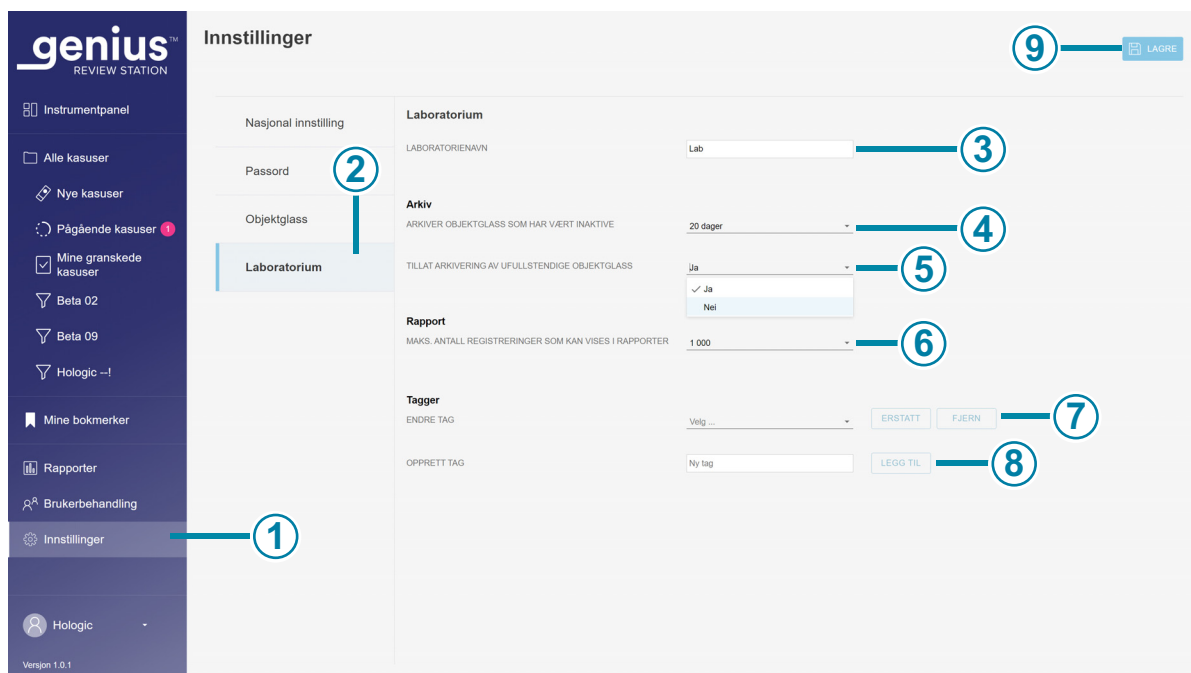 genius™
REVIEW STATION
Instrumentpanel
Alle kasuser
Nye kasuser
Pågående kasuser 1
Mine granskede
kasuser
Beta 02
Beta 09
Hologic --!
Mine bokmerker
Rapporter
Brukerbehandling
Innstillinger
1
Hologic
Versjon 1.0.1
Innstillinger
9
LAGRE
Nasjonal innstilling
Passord
2
Objektglass
Laboratorium
Laboratorium
LABORATORIENAVN
Lab
3
Arkiv
ARKIVER OBJEKTGLASS SOM HAR VÆRT INAKTIVE
20 dager
4
TILLAT ARKIVERING AV UFULLSTENDIGE OBJEKTGLASS
Ja
5
Ja
Nei
Rapport
MAKS. ANTALL REGISTRERINGER SOM KAN VISES I RAPPORTER
1 000
6
Tagger
ENDRE TAG
Velg ...
ERSTATT
FJERN
7
OPPRETT TAG
Ny tag
LEGG TIL
8